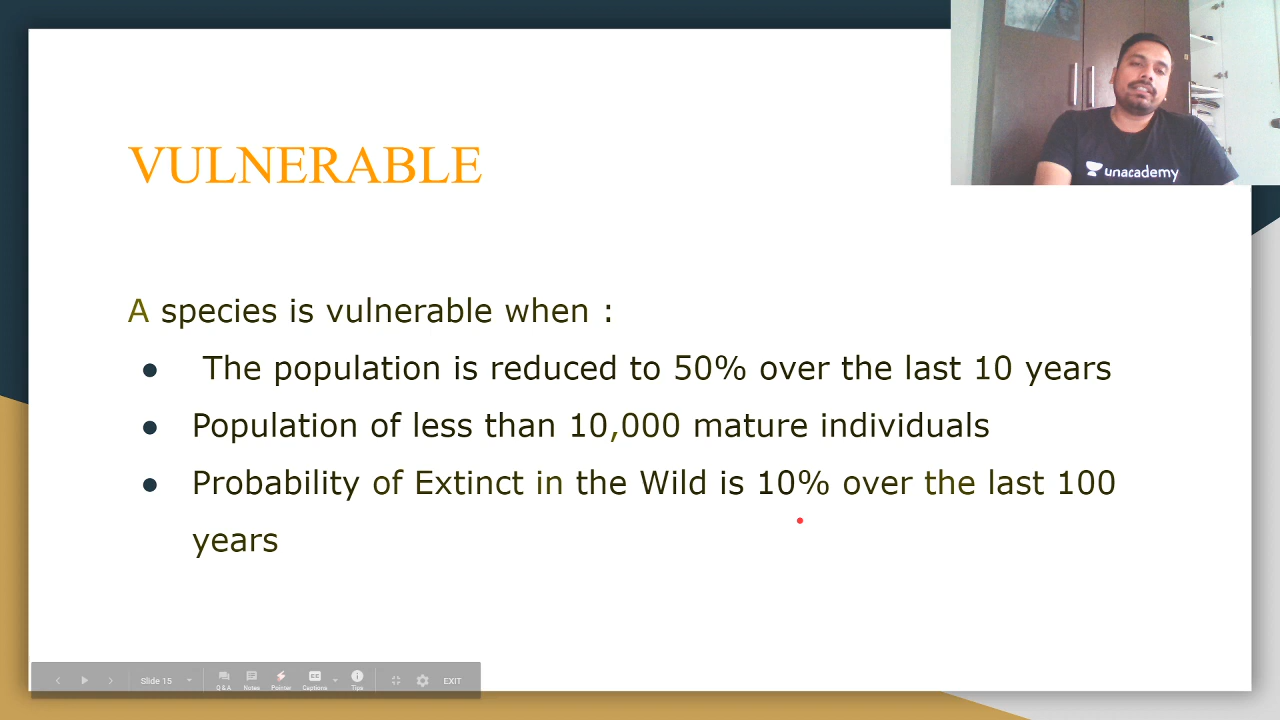 unacademy
VULNERABLE
A species is vulnerable when :
● The population is reduced to 50% over the last 10 years
● Population of less than 10,000 mature individuals
● Probability of Extinct in the Wild is 10% over the last 100
years
Slide 15
Q & A
Notes
Pointer
CC
Captions
Tips
EXIT